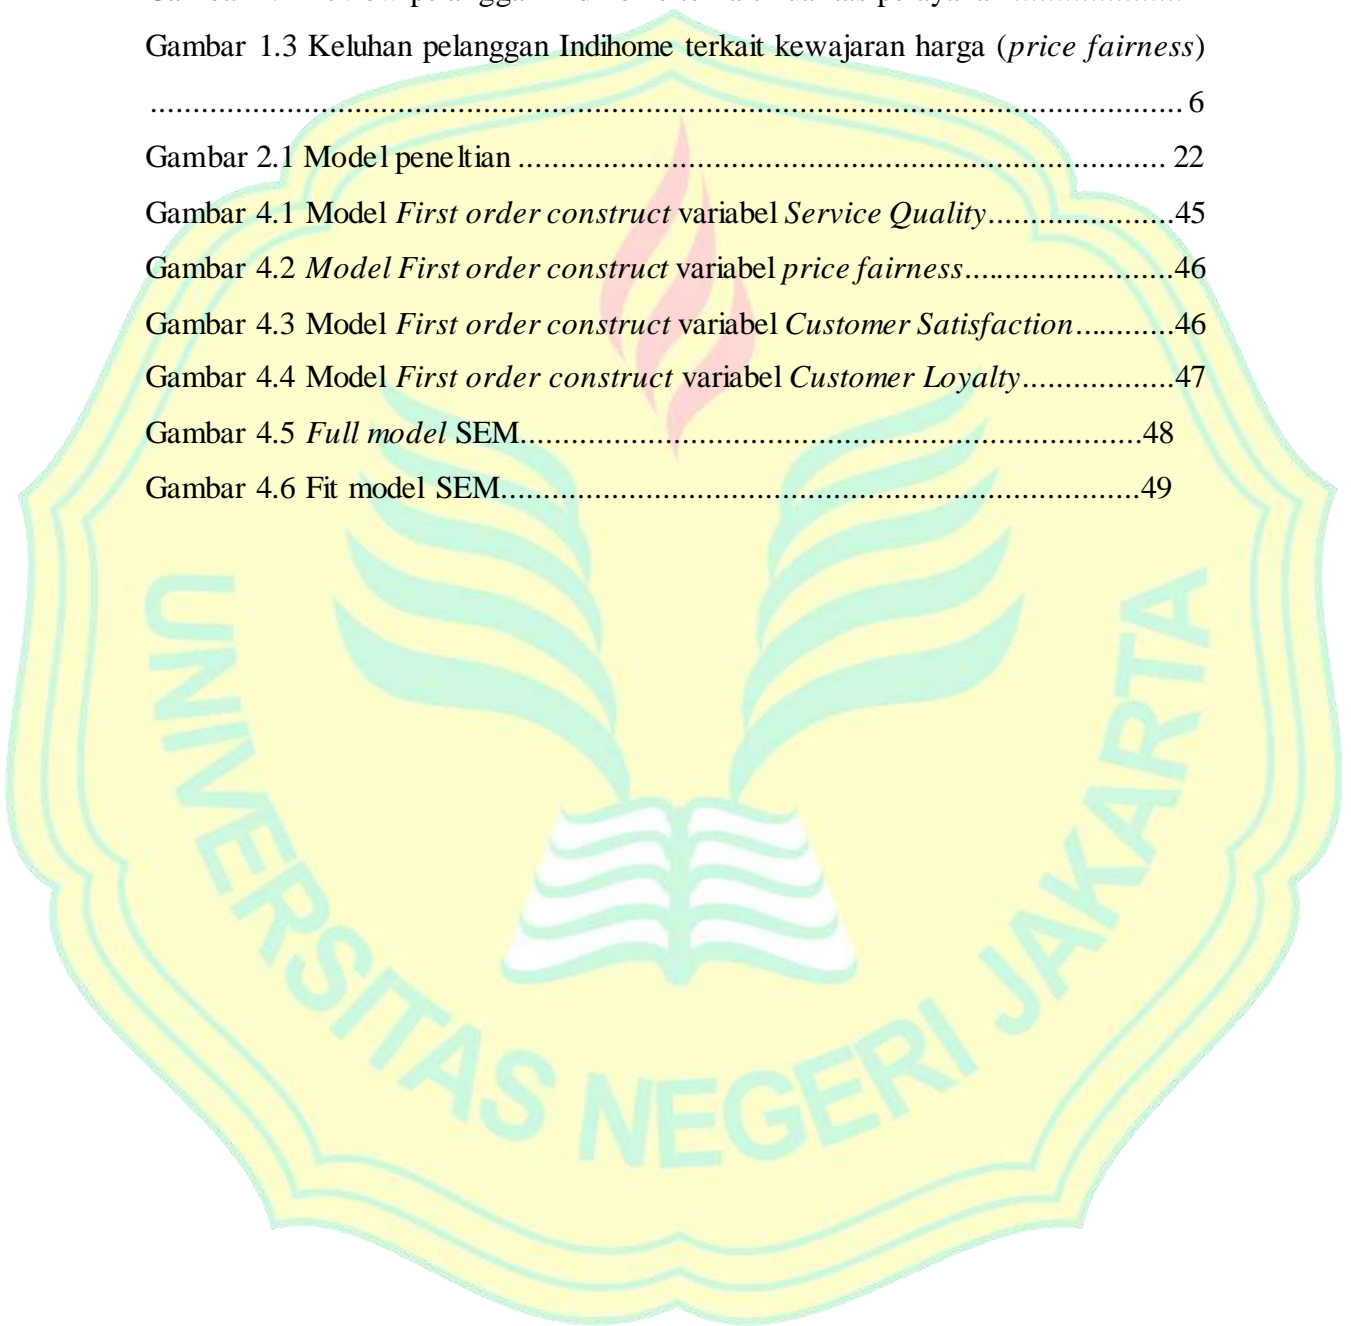 Gambar 1.3 Keluhan pelanggan Indihome terkait kewajaran harga (price fairness)
........................................................................................................................ 6
Gambar 2.1 Model peneltian ........................................................................... 22
Gambar 4.1 Model First order construct variabel Service Quality......................45
Gambar 4.2 Model First order construct variabel price fairness.........................46
Gambar 4.3 Model First order construct variabel Customer Satisfaction............46
Gambar 4.4 Model First order construct variabel Customer Loyalty..................47
Gambar 4.5 Full model SEM.........................................................................48
Gambar 4.6 Fit model SEM...........................................................................49
UNIVERSITAS NEGERI JAKARTA